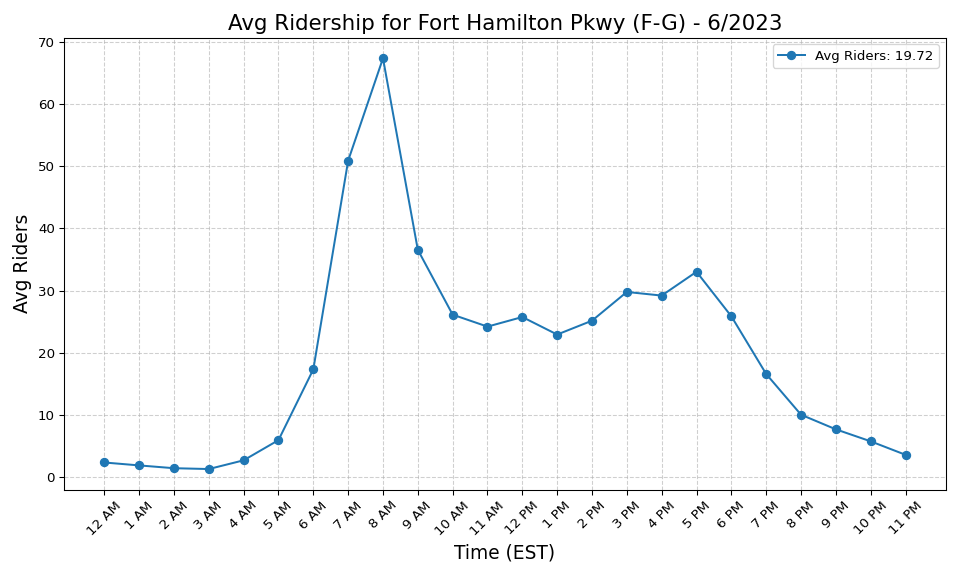 Avg Ridership for Fort Hamilton Pkwy (F-G) - 6/2023
Avg Riders: 19.72
Avg Riders
70
60
50
40
30
20
10
0
12 AM 1 AM 2 AM 3 AM 4 AM 5 AM 6 AM 7 AM 8 AM 9 AM 10 AM 11 AM 12 PM 1 PM 2 PM 3 PM 4 PM 5 PM 6 PM 7 PM 8 PM 9 PM 10 PM 11 PM
Time (EST)